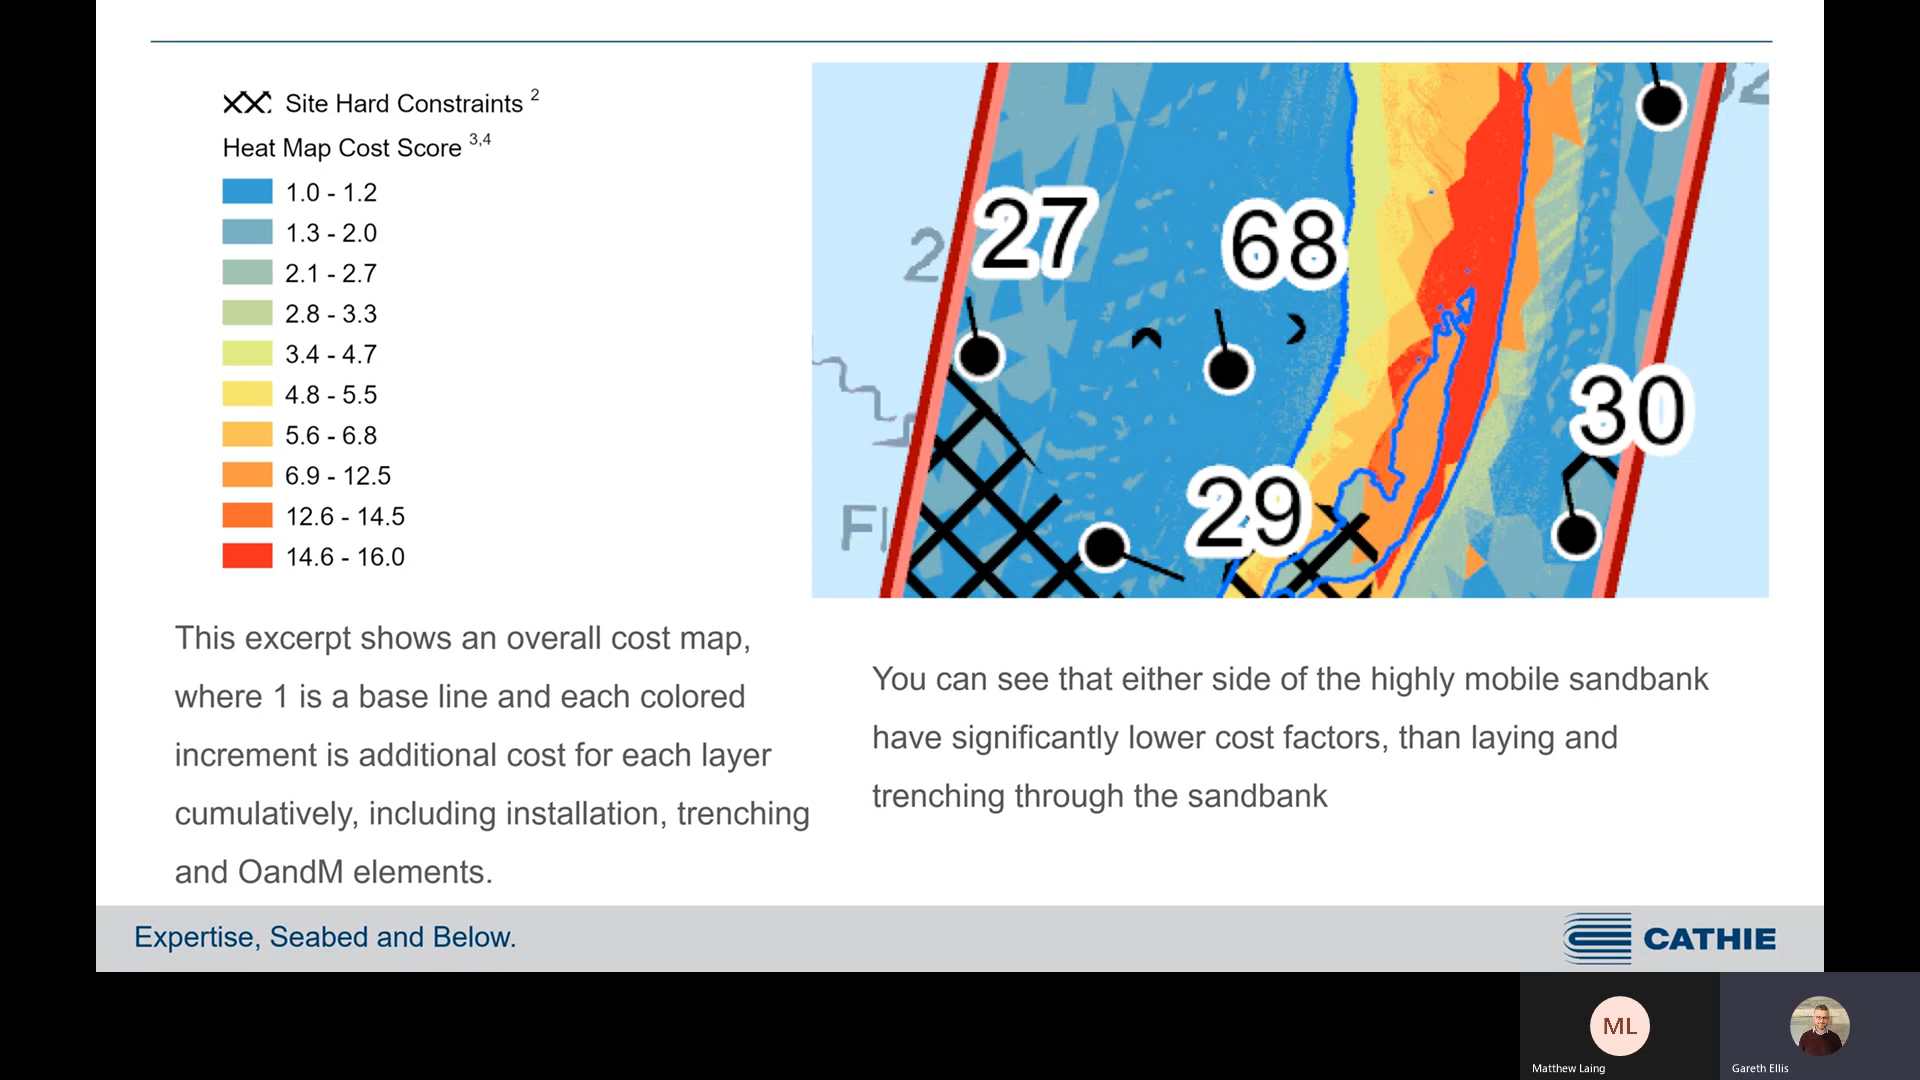 XX Site Hard Constraints 2
Heat Map Cost Score 3,4
1.0 - 1.2
1.3 - 2.0
2.1 - 2.7
2.8 - 3.3
3.4 - 4.7
4.8 - 5.5
5.6 - 6.8
6.9 - 12.5
12.6 - 14.5
14.6 - 16.0
32
27
68
2
30
29
Fl
This excerpt shows an overall cost map,
where 1 is a base line and each colored
increment is additional cost for each layer
cumulatively, including installation, trenching
and OandM elements.
You can see that either side of the highly mobile sandbank
have significantly lower cost factors, than laying and
trenching through the sandbank
Expertise, Seabed and Below.
CATHIE
ML
Matthew Laing
Gareth Ellis